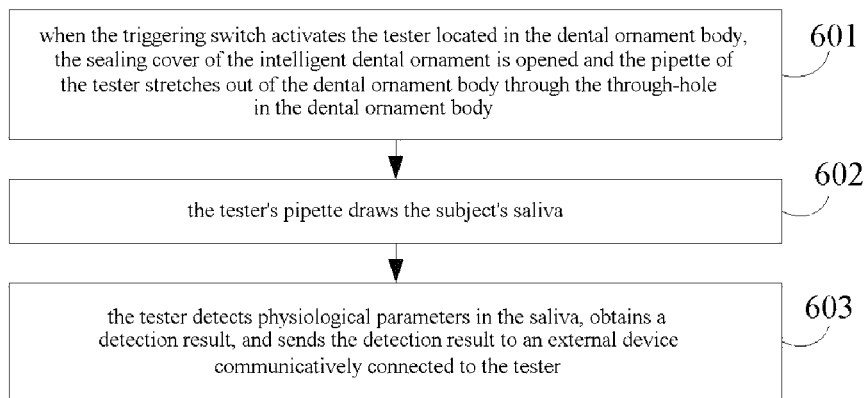 when the triggering switch activates the tester located in the dental ornament body,
the sealing cover of the intelligent dental ornament is opened and the pipette of
the tester stretches out of the dental ornament body through the through-hole
in the dental ornament body
601
the tester's pipette draws the subject's saliva
602
the tester detects physiological parameters in the saliva, obtains a
detection result, and sends the detection result to an external device
communicatively connected to the tester
603